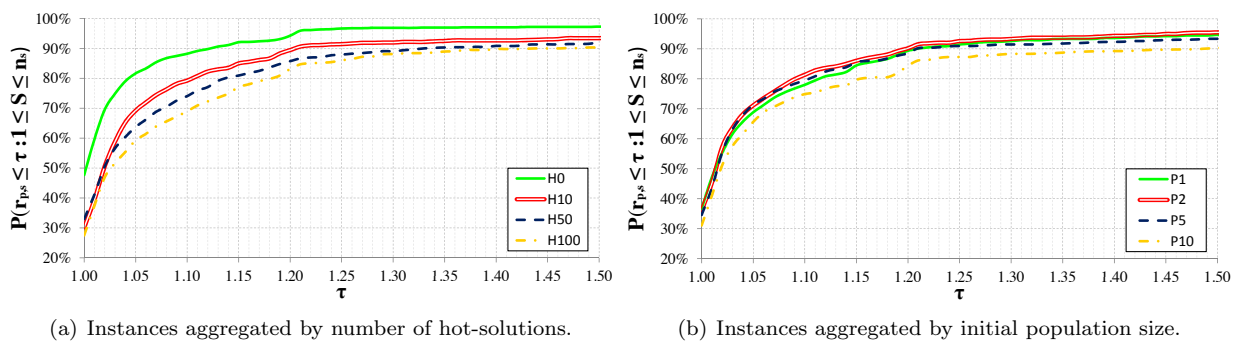 P(r_{p,s} ≤ τ : 1 ≤ S ≤ n_s)
100%
90%
80%
70%
60%
50%
40%
30%
20%
1.00 1.05 1.10 1.15 1.20 1.25 1.30 1.35 1.40 1.45 1.50
τ
H0
H10
H50
H100
(a) Instances aggregated by number of hot-solutions.
P(r_{p,s} ≤ τ : 1 ≤ S ≤ n_s)
100%
90%
80%
70%
60%
50%
40%
30%
20%
1.00 1.05 1.10 1.15 1.20 1.25 1.30 1.35 1.40 1.45 1.50
τ
P1
P2
P5
P10
(b) Instances aggregated by initial population size.